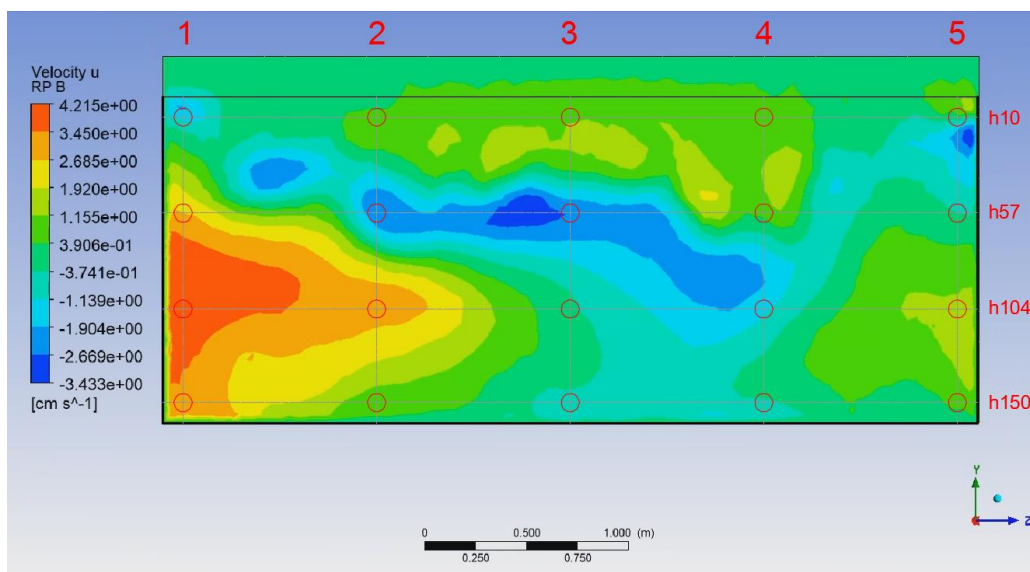 1 2 3 4 5
Velocity u
RP B
4.215e+00
3.450e+00
2.685e+00
1.920e+00
1.155e+00
3.906e-01
-3.741e-01
-1.139e+00
-1.904e+00
-2.669e+00
-3.433e+00
[cm s^-1]
h10
h57
h104
h150
Y
Z
0 0.500 1.000 (m)
0.250 0.750